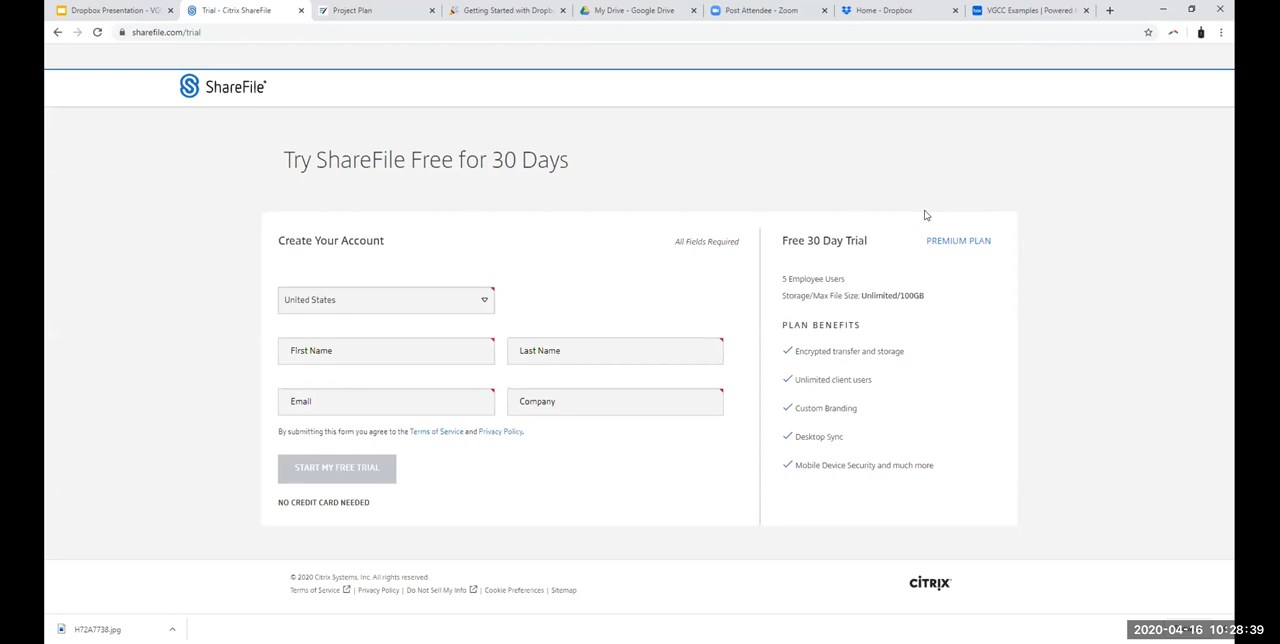 Dropbox Presentation - VG
Trial - Citrix ShareFile
Project Plan
Getting Started with Dropb
My Drive - Google Drive
Post Attendee - Zoom
Home - Dropbox
VGCC Examples | Powered
sharefile.com/trial
ShareFile
Try ShareFile Free for 30 Days
Create Your Account
All Fields Required
United States
First Name
Last Name
Email
Company
By submitting this form you agree to the Terms of Service and Privacy Policy.
START MY FREE TRIAL
NO CREDIT CARD NEEDED
Free 30 Day Trial
PREMIUM PLAN
5 Employee Users
Storage/Max File Size: Unlimited/100GB
PLAN BENEFITS
Encrypted transfer and storage
Unlimited client users
Custom Branding
Desktop Sync
Mobile Device Security and much more
© 2020 Citrix Systems, Inc. All rights reserved.
Terms of Service | Privacy Policy | Do Not Sell My Info | Cookie Preferences | Sitemap
CITRIX
H72A7738.jpg
2020-04-16 10:28:39